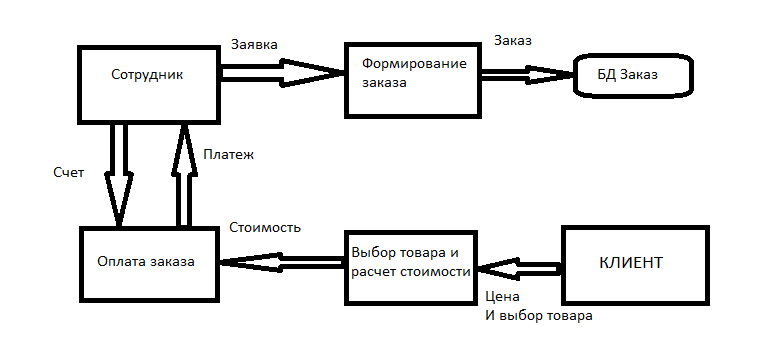 Заявка
Заказ
Сотрудник
Формирование
заказа
БД Заказ
Счет
Платеж
Стоимость
Оплата заказа
Выбор товара и
расчет стоимости
КЛИЕНТ
Цена
И выбор товара